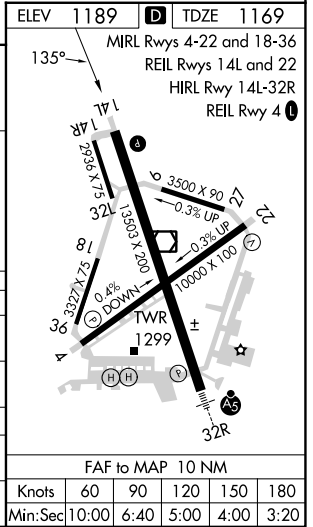 ELEV 1189 D TDZE 1169
MIRL Rwys 4-22 and 18-36
135° REIL Rwys 14L and 22
HIRL Rwy 14L-32R
REIL Rwy 4 L
14L
14R
P
2936 X 75
32L
9
3500 X 90
0.3% UP
27
22
13503 X 200
V
18
3327 X 75
36
0.3% UP
10000 X 100
0.4% DOWN
P
4
TWR
1299
±
H H
P
A5
32R
FAF to MAP 10 NM
Knots 60 90 120 150 180
Min:Sec 10:00 6:40 5:00 4:00 3:20